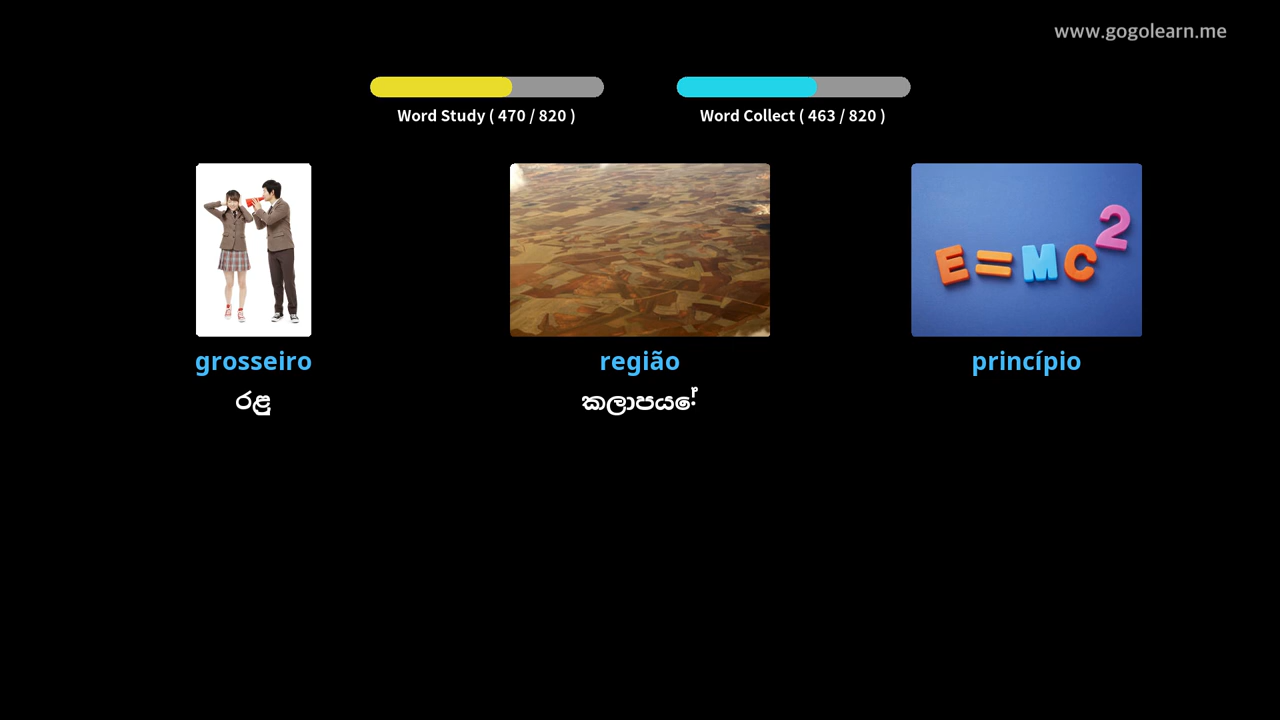 www.gogolearn.me
Word Study ( 470 / 820 )
Word Collect ( 463 / 820 )
E=MC2
grosseiro
região
princípio
රළු
කලාපයේ